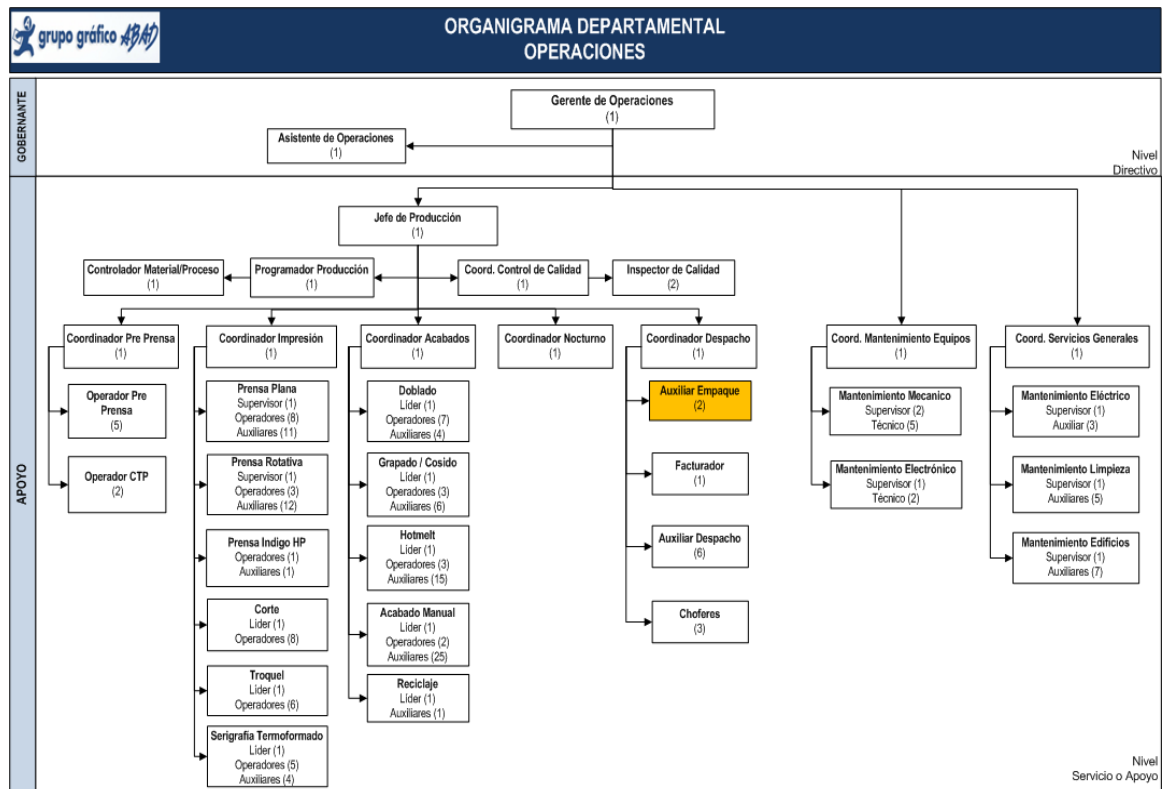 grupo gráfico ABAD
ORGANIGRAMA DEPARTAMENTAL
OPERACIONES
GOBERNANTE
Gerente de Operaciones
(1)
Asistente de Operaciones
(1)
Nivel
Directivo
APOYO
Jefe de Producción
(1)
Controlador Material/Proceso
(1)
Programador Producción
(1)
Coord. Control de Calidad
(1)
Inspector de Calidad
(2)
Coordinador Pre Prensa
(1)
Operador Pre
Prensa
(5)
Operador CTP
(2)
Coordinador Impresión
(1)
Prensa Plana
Supervisor (1)
Operadores (8)
Auxiliares (11)
Prensa Rotativa
Supervisor (1)
Operadores (3)
Auxiliares (12)
Prensa Indigo HP
Operadores (1)
Auxiliares (1)
Corte
Líder (1)
Operadores (8)
Troquel
Líder (1)
Operadores (6)
Serigrafía Termoformado
Líder (1)
Operadores (5)
Auxiliares (4)
Coordinador Acabados
(1)
Doblado
Líder (1)
Operadores (7)
Auxiliares (4)
Grapado / Cosido
Líder (1)
Operadores (3)
Auxiliares (6)
Hotmelt
Líder (1)
Operadores (3)
Auxiliares (15)
Acabado Manual
Líder (1)
Operadores (2)
Auxiliares (25)
Reciclaje
Líder (1)
Auxiliares (1)
Coordinador Nocturno
(1)
Coordinador Despacho
(1)
Auxiliar Empaque
(2)
Facturador
(1)
Auxiliar Despacho
(6)
Choferes
(3)
Coord. Mantenimiento Equipos
(1)
Mantenimiento Mecanico
Supervisor (2)
Técnico (5)
Mantenimiento Electrónico
Supervisor (1)
Técnico (2)
Coord. Servicios Generales
(1)
Mantenimiento Eléctrico
Supervisor (1)
Auxiliar (3)
Mantenimiento Limpieza
Supervisor (1)
Auxiliares (5)
Mantenimiento Edificios
Supervisor (1)
Auxiliares (7)
Nivel
Servicio o Apoyo